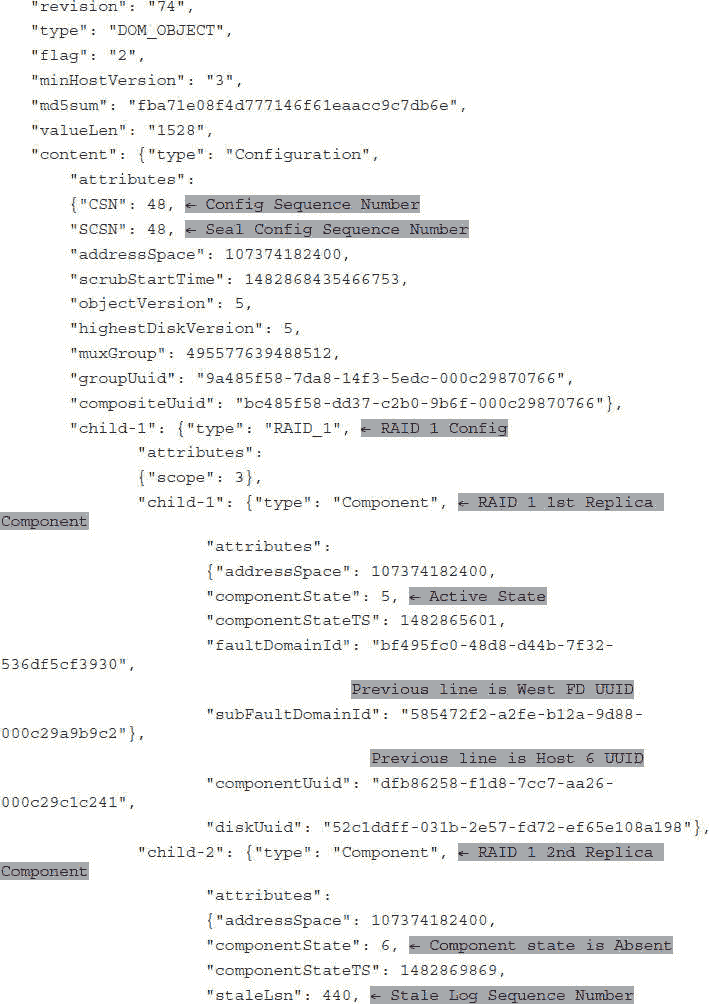 "revision": "74",
"type": "DOM_OBJECT",
"flag": "2",
"minHostVersion": "3",
"md5sum": "fba71e08f4d777146f61eaacc9c7db6e",
"valueLen": "1528",
"content": {"type": "Configuration",
"attributes":
{"CSN": 48, ← Config Sequence Number
"SCSN": 48, ← Seal Config Sequence Number
"addressSpace": 107374182400,
"scrubStartTime": 1482868435466753,
"objectVersion": 5,
"highestDiskVersion": 5,
"muxGroup": 495577639488512,
"groupUuid": "9a485f58-7da8-14f3-5edc-000c29870766",
"compositeUuid": "bc485f58-dd37-c2b0-9b6f-000c29870766"},
"child-1": {"type": "RAID_1", ← RAID 1 Config
"attributes":
{"scope": 3},
"child-1": {"type": "Component", ← RAID 1 1st Replica
Component
"attributes":
{"addressSpace": 107374182400,
"componentState": 5, ← Active State
"componentStateTS": 1482865601,
"faultDomainId": "bf495fc0-48d8-d44b-7f32-
536df5cf3930",
Previous line is West FD UUID
"subFaultDomainId": "585472f2-a2fe-b12a-9d88-
000c29a9b9c2"},
Previous line is Host 6 UUID
"componentUuid": "dfb86258-f1d8-7cc7-aa26-
000c29c1c241",
"diskUuid": "52c1ddff-031b-2e57-fd72-ef65e108a198"},
"child-2": {"type": "Component", ← RAID 1 2nd Replica
Component
"attributes":
{"addressSpace": 107374182400,
"componentState": 6, ← Component state is Absent
"componentStateTS": 1482869869,
"staleLsn": 440, ← Stale Log Sequence Number